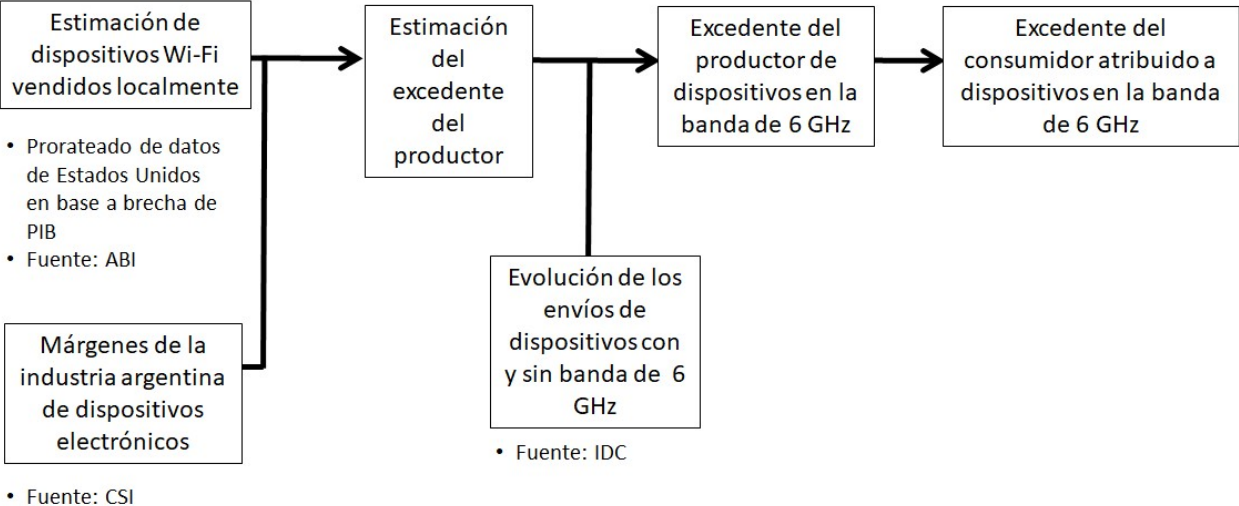 Estimación de
dispositivos Wi-Fi
vendidos localmente
• Prorateado de datos
de Estados Unidos
en base a brecha de
PIB
• Fuente: ABI
Márgenes de la
industria argentina
de dispositivos
electrónicos
• Fuente: CSI
Estimación
del
excedente
del
productor
Evolución de los
envíos de
dispositivos con
y sin banda de 6
GHz
• Fuente: IDC
Excedente del
productor de
dispositivos en la
banda de 6 GHz
Excedente del
consumidor atribuido a
dispositivos en la banda
de 6 GHz